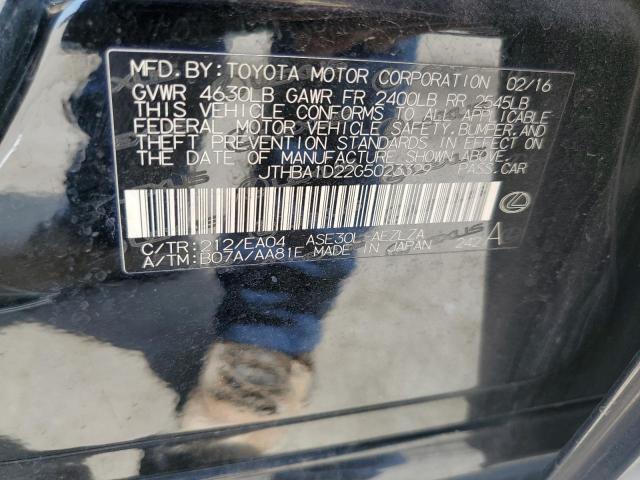 MFD.BY:TOYOTA MOTOR CORPORATION 02/16
GVWR 4630LB GAWR FR 2400LB RR 2545LB
THIS VEHICLE CONFORMS TO ALL APPLICABLE
FEDERAL MOTOR VEHICLE SAFETY,BUMPER,AND
THEFT PREVENTION STANDARDS IN EFFECT ON
THE DATE OF MANUFACTURE SHOWN ABOVE.
JTHBA1D22G5023329 PASS.CAR
C/TR:212/EA04 ASE30L-AEZLZA
A/TM:B07A/AA81E MADE IN JAPAN 242 A